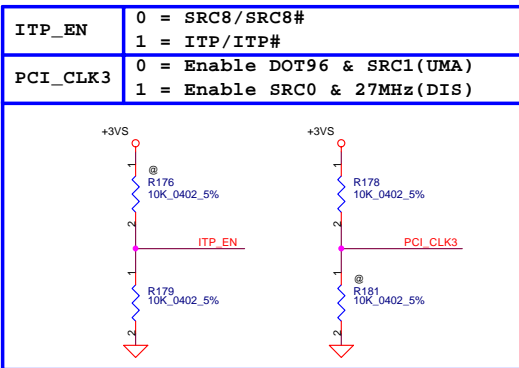 ITP_EN
0 = SRC8/SRC8#
1 = ITP/ITP#
PCI_CLK3
0 = Enable DOT96 & SRC1(UMA)
1 = Enable SRC0 & 27MHz(DIS)
+3VS +3VS
1 1
@
R176 R178
10K_0402_5% 10K_0402_5%
2 2
ITP_EN PCI_CLK3
1 1
@
R179 R181
10K_0402_5% 10K_0402_5%
2 2